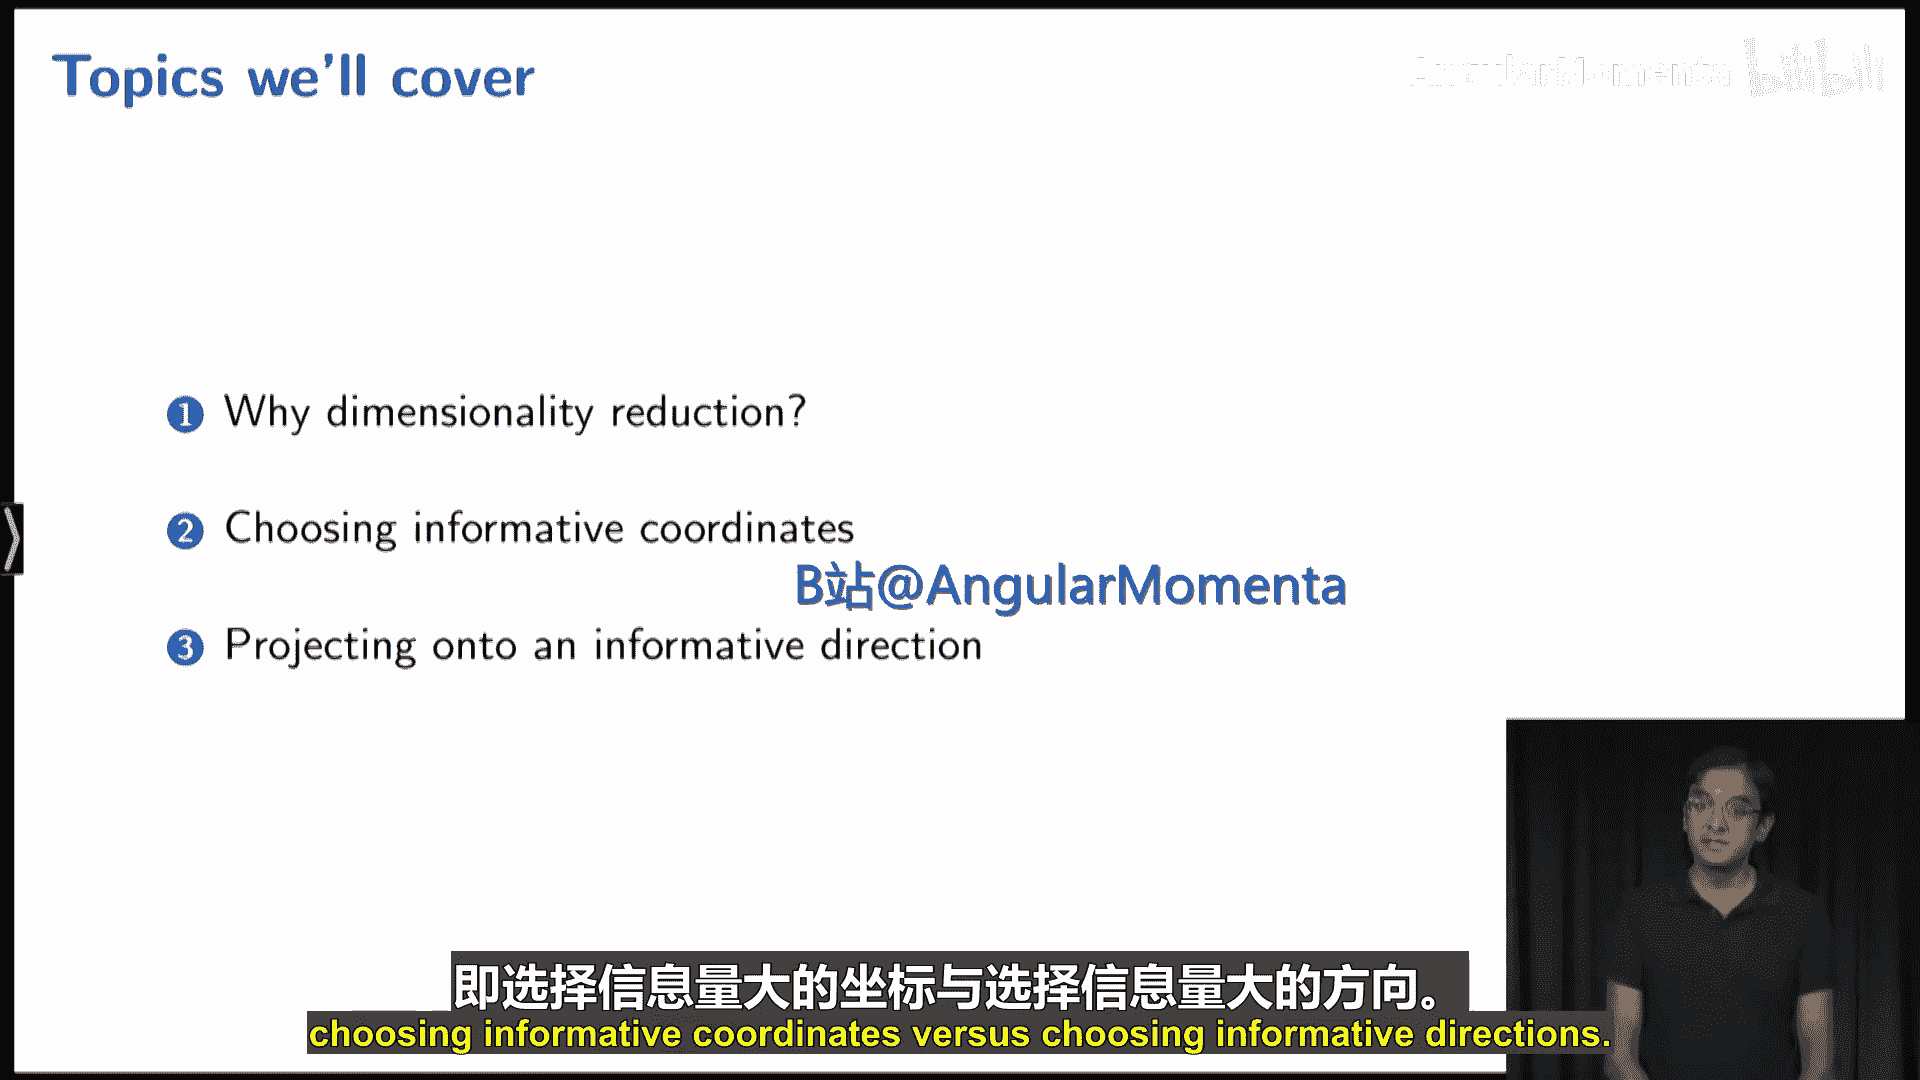 Topics we'll cover
AngularMomenta bilibili
1 Why dimensionality reduction?
2 Choosing informative coordinates
B站@AngularMomenta
3 Projecting onto an informative direction
即选择信息量大的坐标与选择信息量大的方向。
choosing informative coordinates versus choosing informative directions.